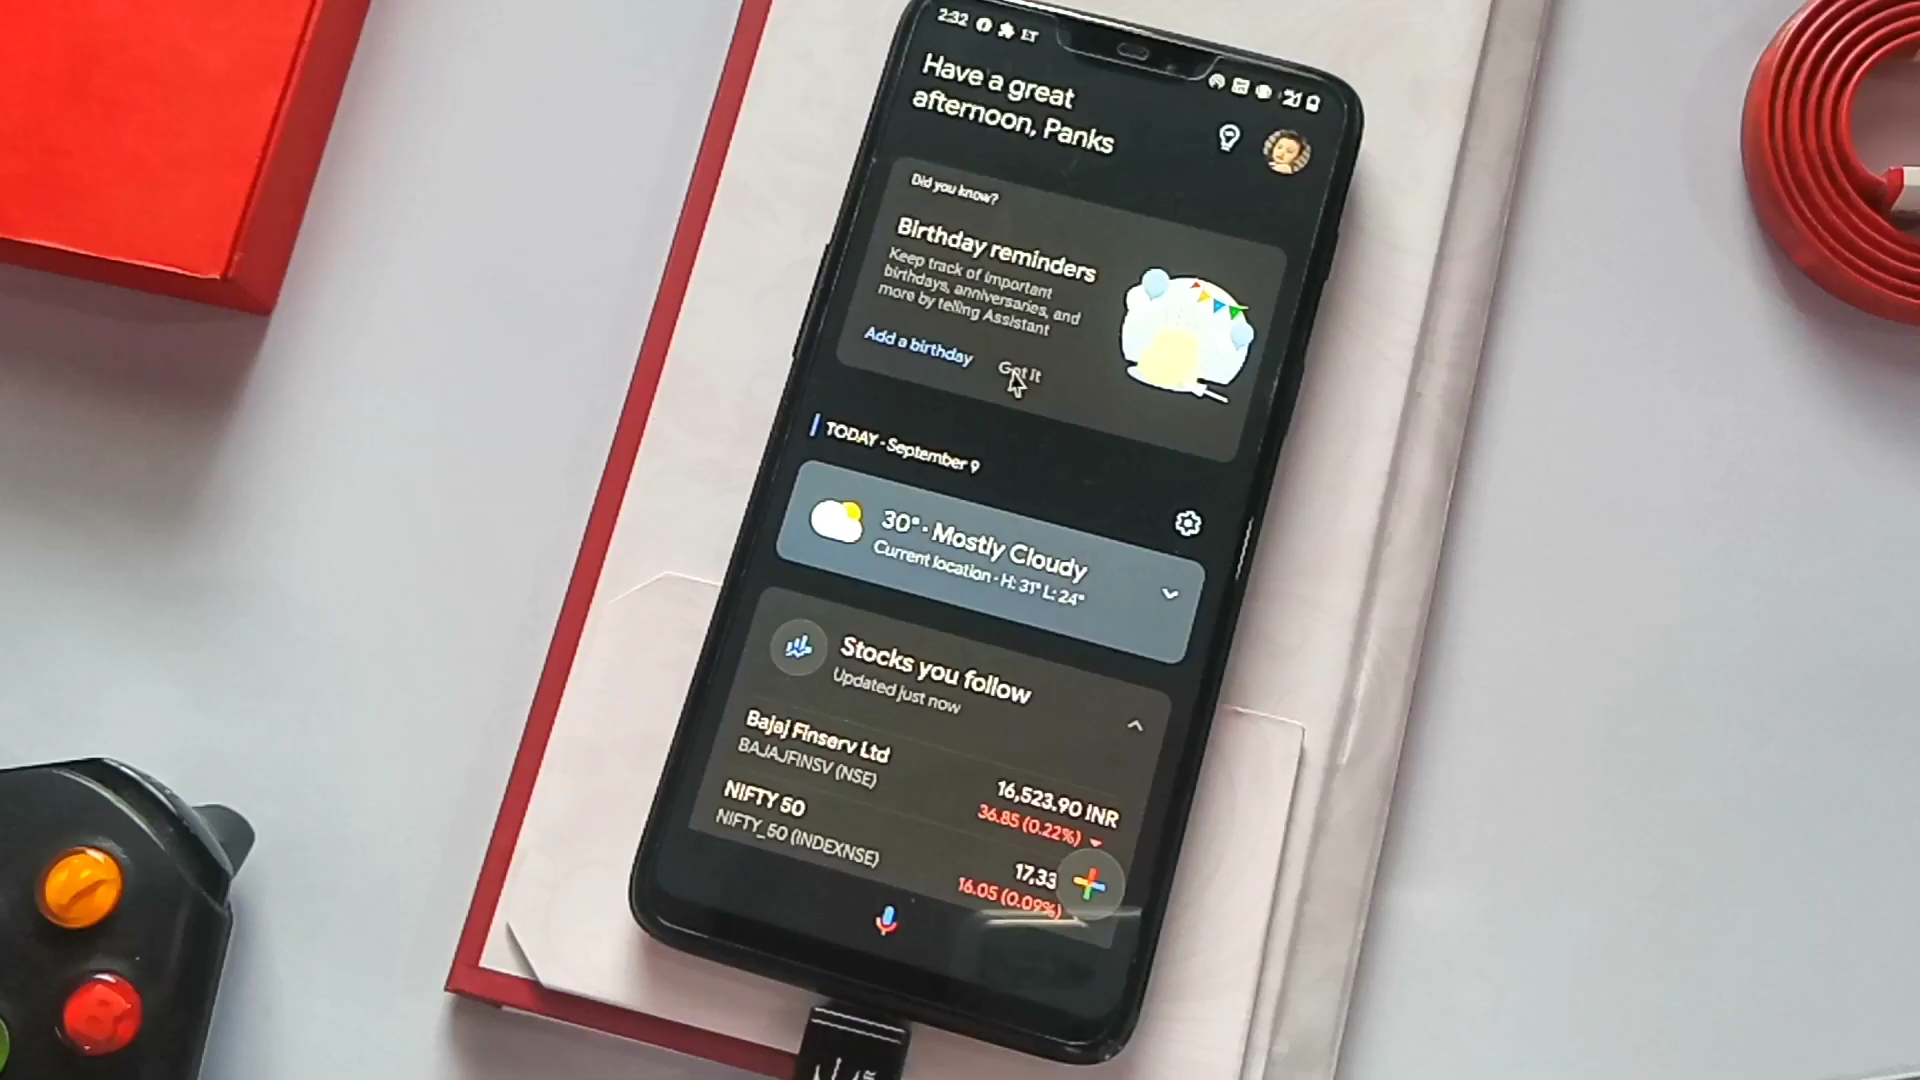 2:32 ET
Have a great
afternoon, Panks
Did you know?
Birthday reminders
Keep track of important
birthdays, anniversaries, and
more by telling Assistant
Add a birthday Got it
TODAY · September 9
30° · Mostly Cloudy
Current location · H: 31° L: 24°
Stocks you follow
Updated just now
Bajaj Finserv Ltd
BAJAJFINSV (NSE)
16,523.90 INR
36.85 (0.22%)
NIFTY 50
NIFTY_50 (INDEXNSE)
17,33
16.05 (0.09%)